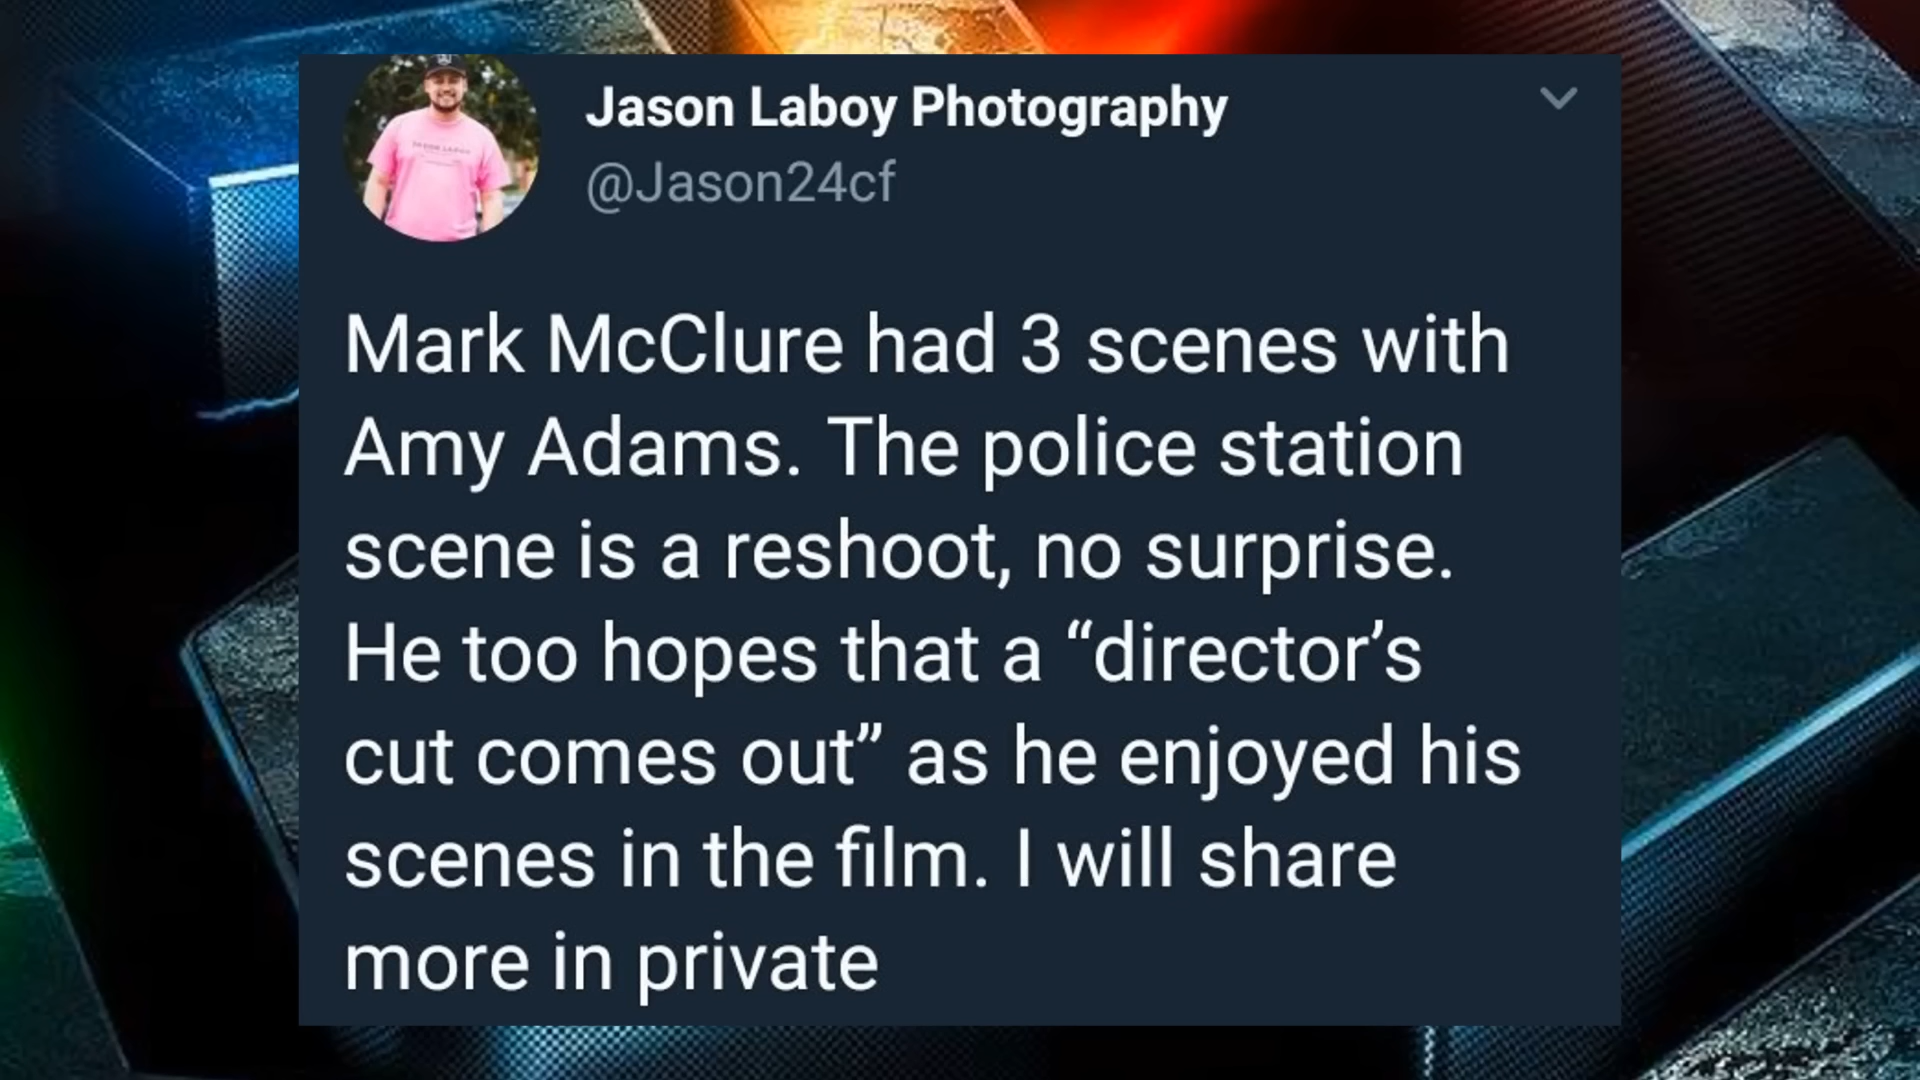 Jason Laboy Photography
@Jason24cf
Mark McClure had 3 scenes with
Amy Adams. The police station
scene is a reshoot, no surprise.
He too hopes that a “director’s
cut comes out” as he enjoyed his
scenes in the film. I will share
more in private